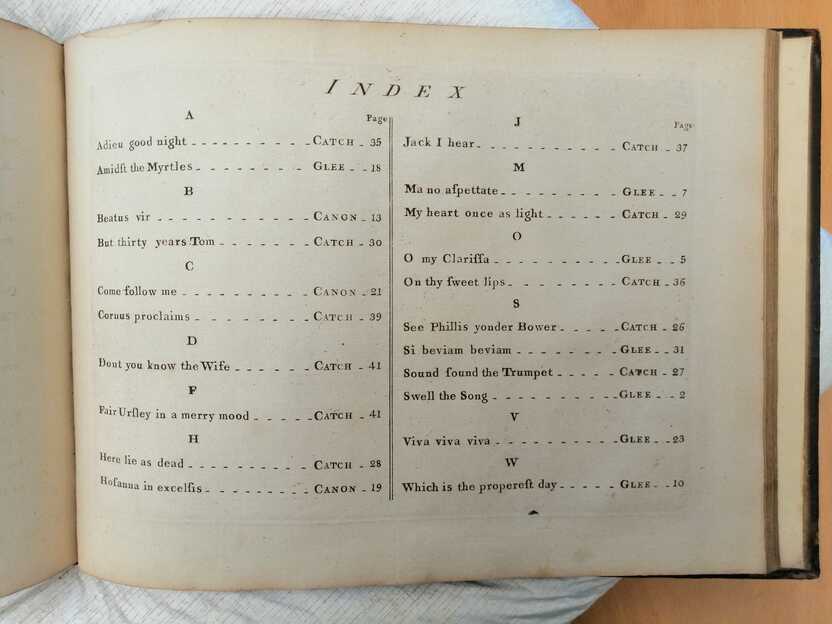 INDEX
A
Page
Adieu good night - - - - - - - - - - CATCH - 35
Amidſt the Myrtles - - - - - - - - - GLEE - - 18
B
Beatus vir - - - - - - - - - - - - CANON - 13
But thirty years Tom - - - - - - - CATCH - 30
C
Come follow me - - - - - - - - - - CANON - 21
Comus proclaims - - - - - - - - - CATCH - 39
D
Dont you know the Wife - - - - - - CATCH - 41
F
Fair Urſley in a merry mood - - - - - CATCH - 41
H
Here lie as dead - - - - - - - - - - CATCH - 28
Hoſanna in excelſis - - - - - - - - - CANON - 19
J
Page
Jack I hear - - - - - - - - - - - CATCH - 37
M
Ma no aſpettate - - - - - - - - - GLEE - - 7
My heart once as light - - - - - - CATCH - 29
O
O my Clariſſa - - - - - - - - - - GLEE - - 5
On thy ſweet lips - - - - - - - - - CATCH - 36
S
See Phillis yonder Bower - - - - - CATCH - 26
Si beviam beviam - - - - - - - - - GLEE - - 31
Sound ſound the Trumpet - - - - - CATCH - 27
Swell the Song - - - - - - - - - - GLEE - - 2
V
Viva viva viva - - - - - - - - - - GLEE - - 23
W
Which is the propereſt day - - - - - GLEE - - 10